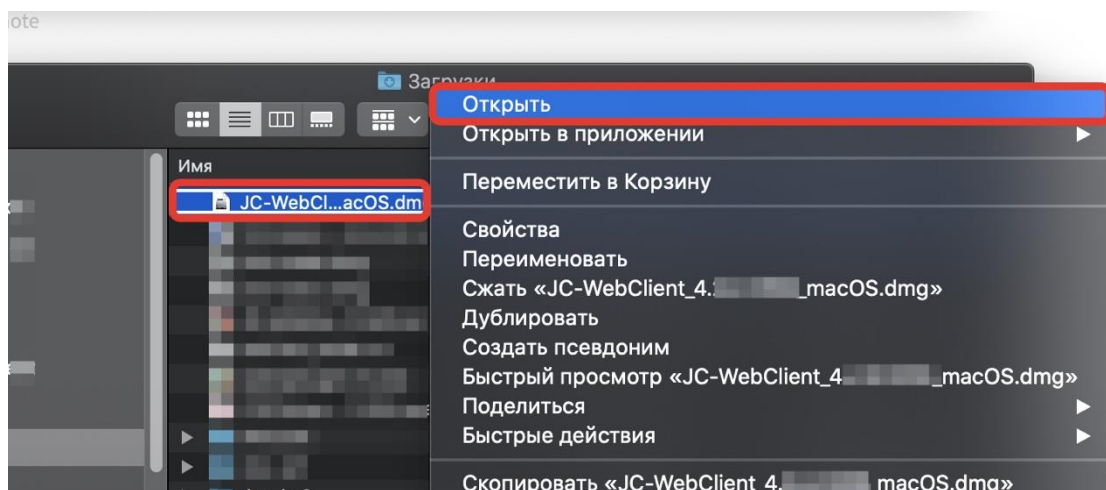 ote
Загрузки
Имя
JC-WebCl...acOS.dm
Открыть
Открыть в приложении
Переместить в Корзину
Свойства
Переименовать
Сжать «JC-WebClient_4. _macOS.dmg»
Дублировать
Создать псевдоним
Быстрый просмотр «JC-WebClient_4 _macOS.dmg»
Поделиться
Быстрые действия
Скопировать «JC-WebClient_4. macOS.dmg»